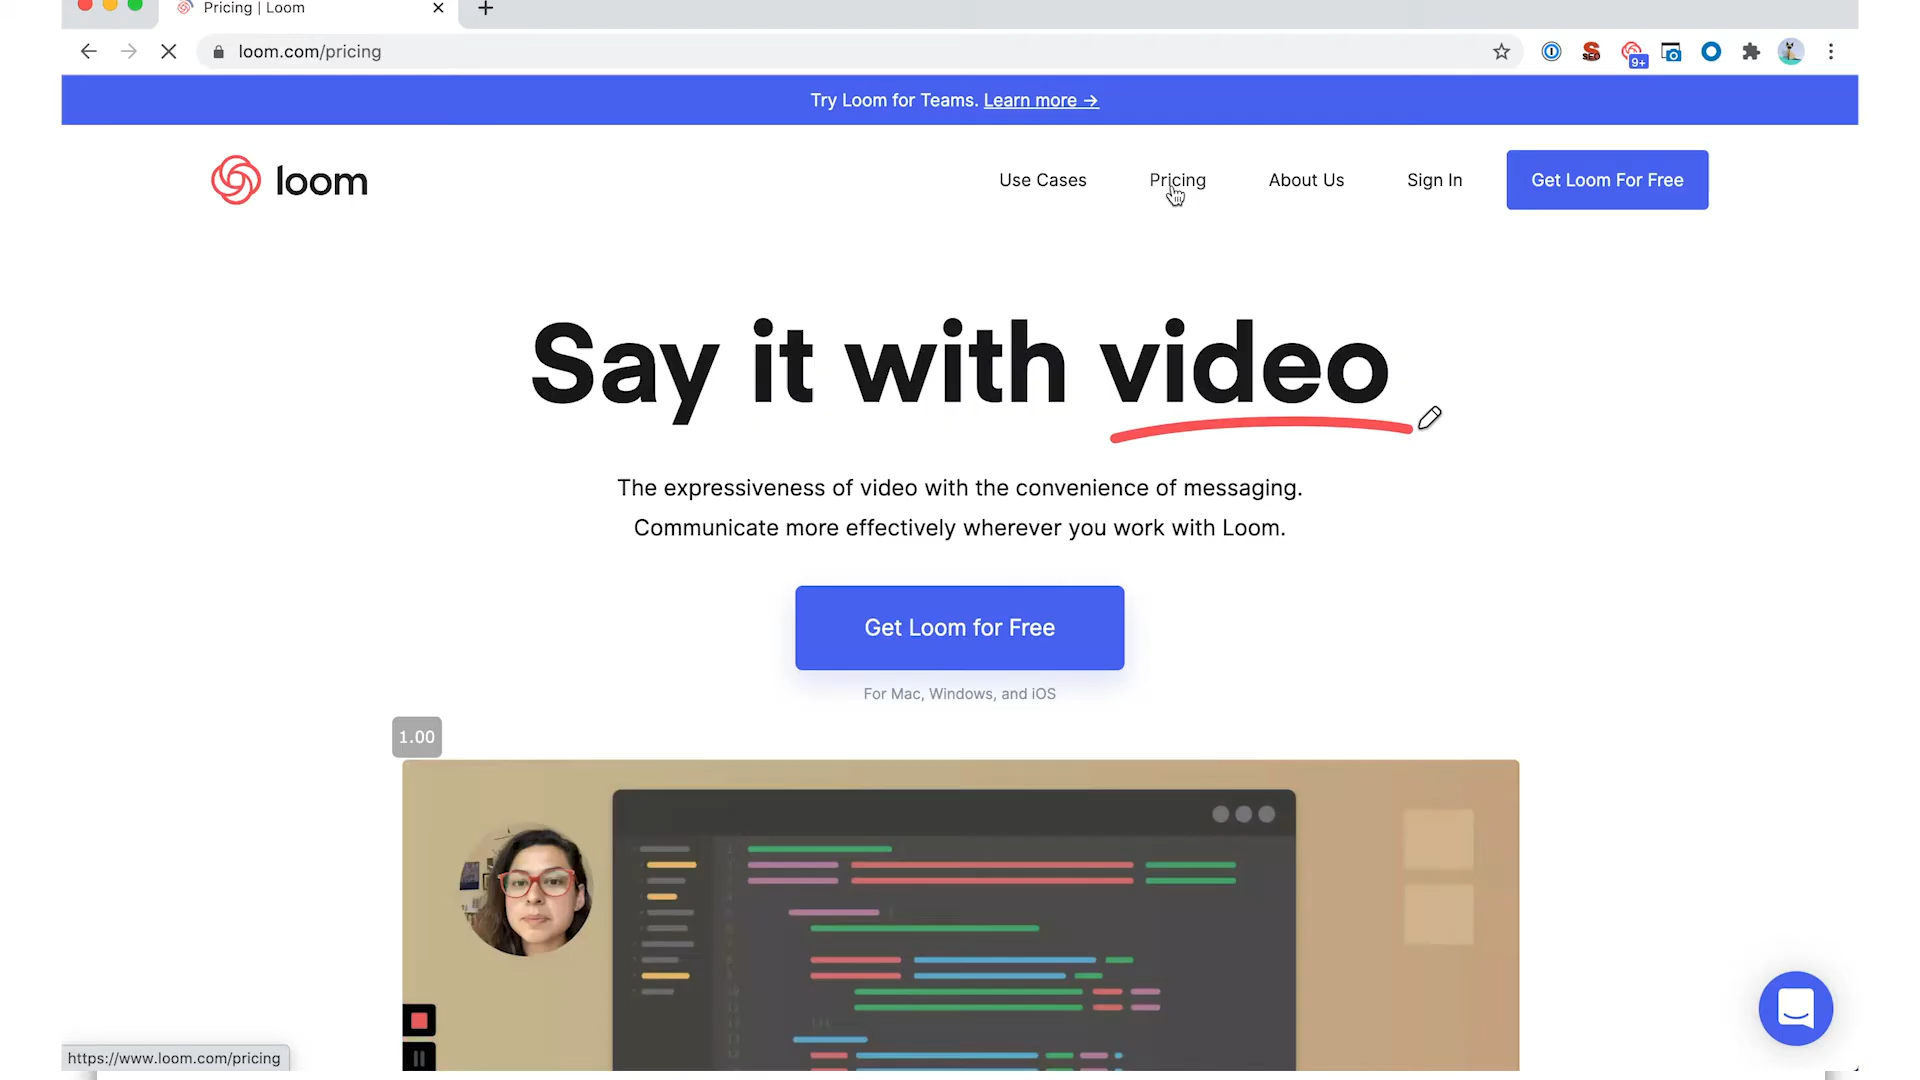 Pricing | Loom
loom.com/pricing
SEO
9+
Try Loom for Teams. Learn more →
loom
Use Cases
Pricing
About Us
Sign In
Get Loom For Free
Say it with video
The expressiveness of video with the convenience of messaging.
Communicate more effectively wherever you work with Loom.
Get Loom for Free
For Mac, Windows, and iOS
1.00
https://www.loom.com/pricing